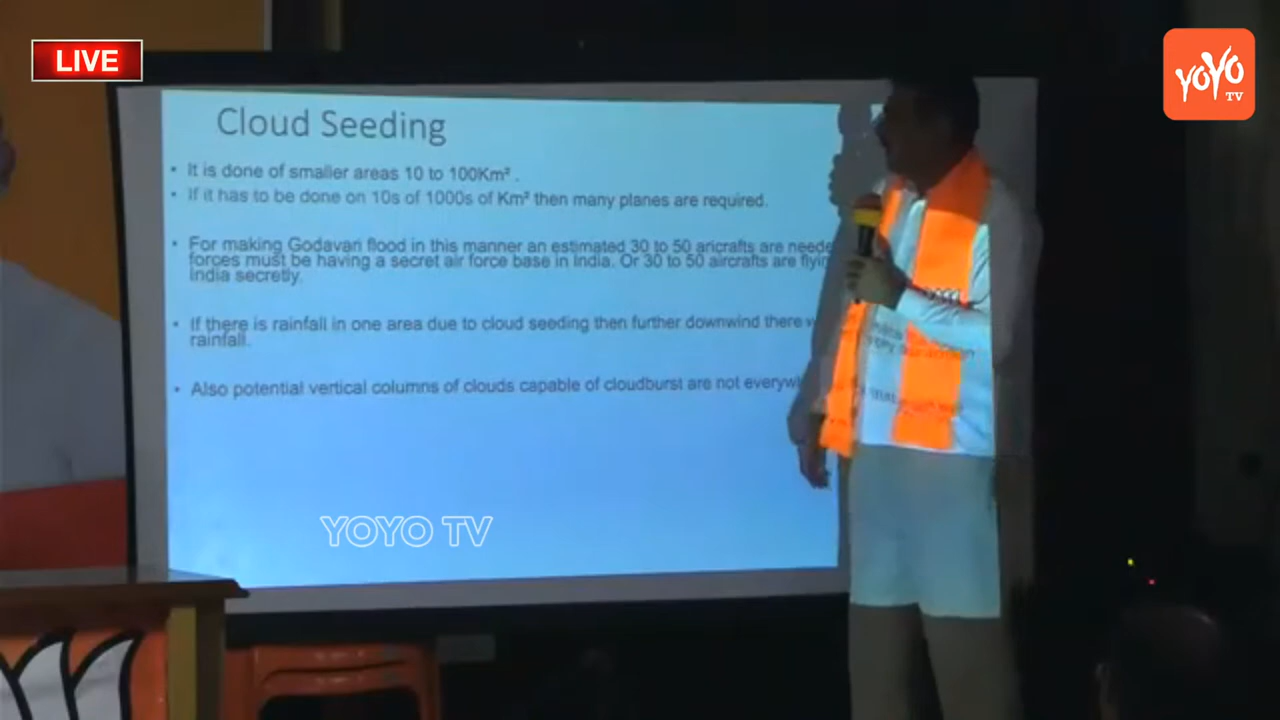 LIVE
YOYO
TV
Cloud Seeding
• It is done of smaller areas 10 to 100Km² .
• If it has to be done on 10s of 1000s of Km² then many planes are required.
• For making Godavari flood in this manner an estimated 30 to 50 aricrafts are neede
forces must be having a secret air force base in India. Or 30 to 50 aircrafts are flyin
India secretly.
• If there is rainfall in one area due to cloud seeding then further downwind there w
rainfall.
• Also potential vertical columns of clouds capable of cloudburst are not everywh
YOYO TV